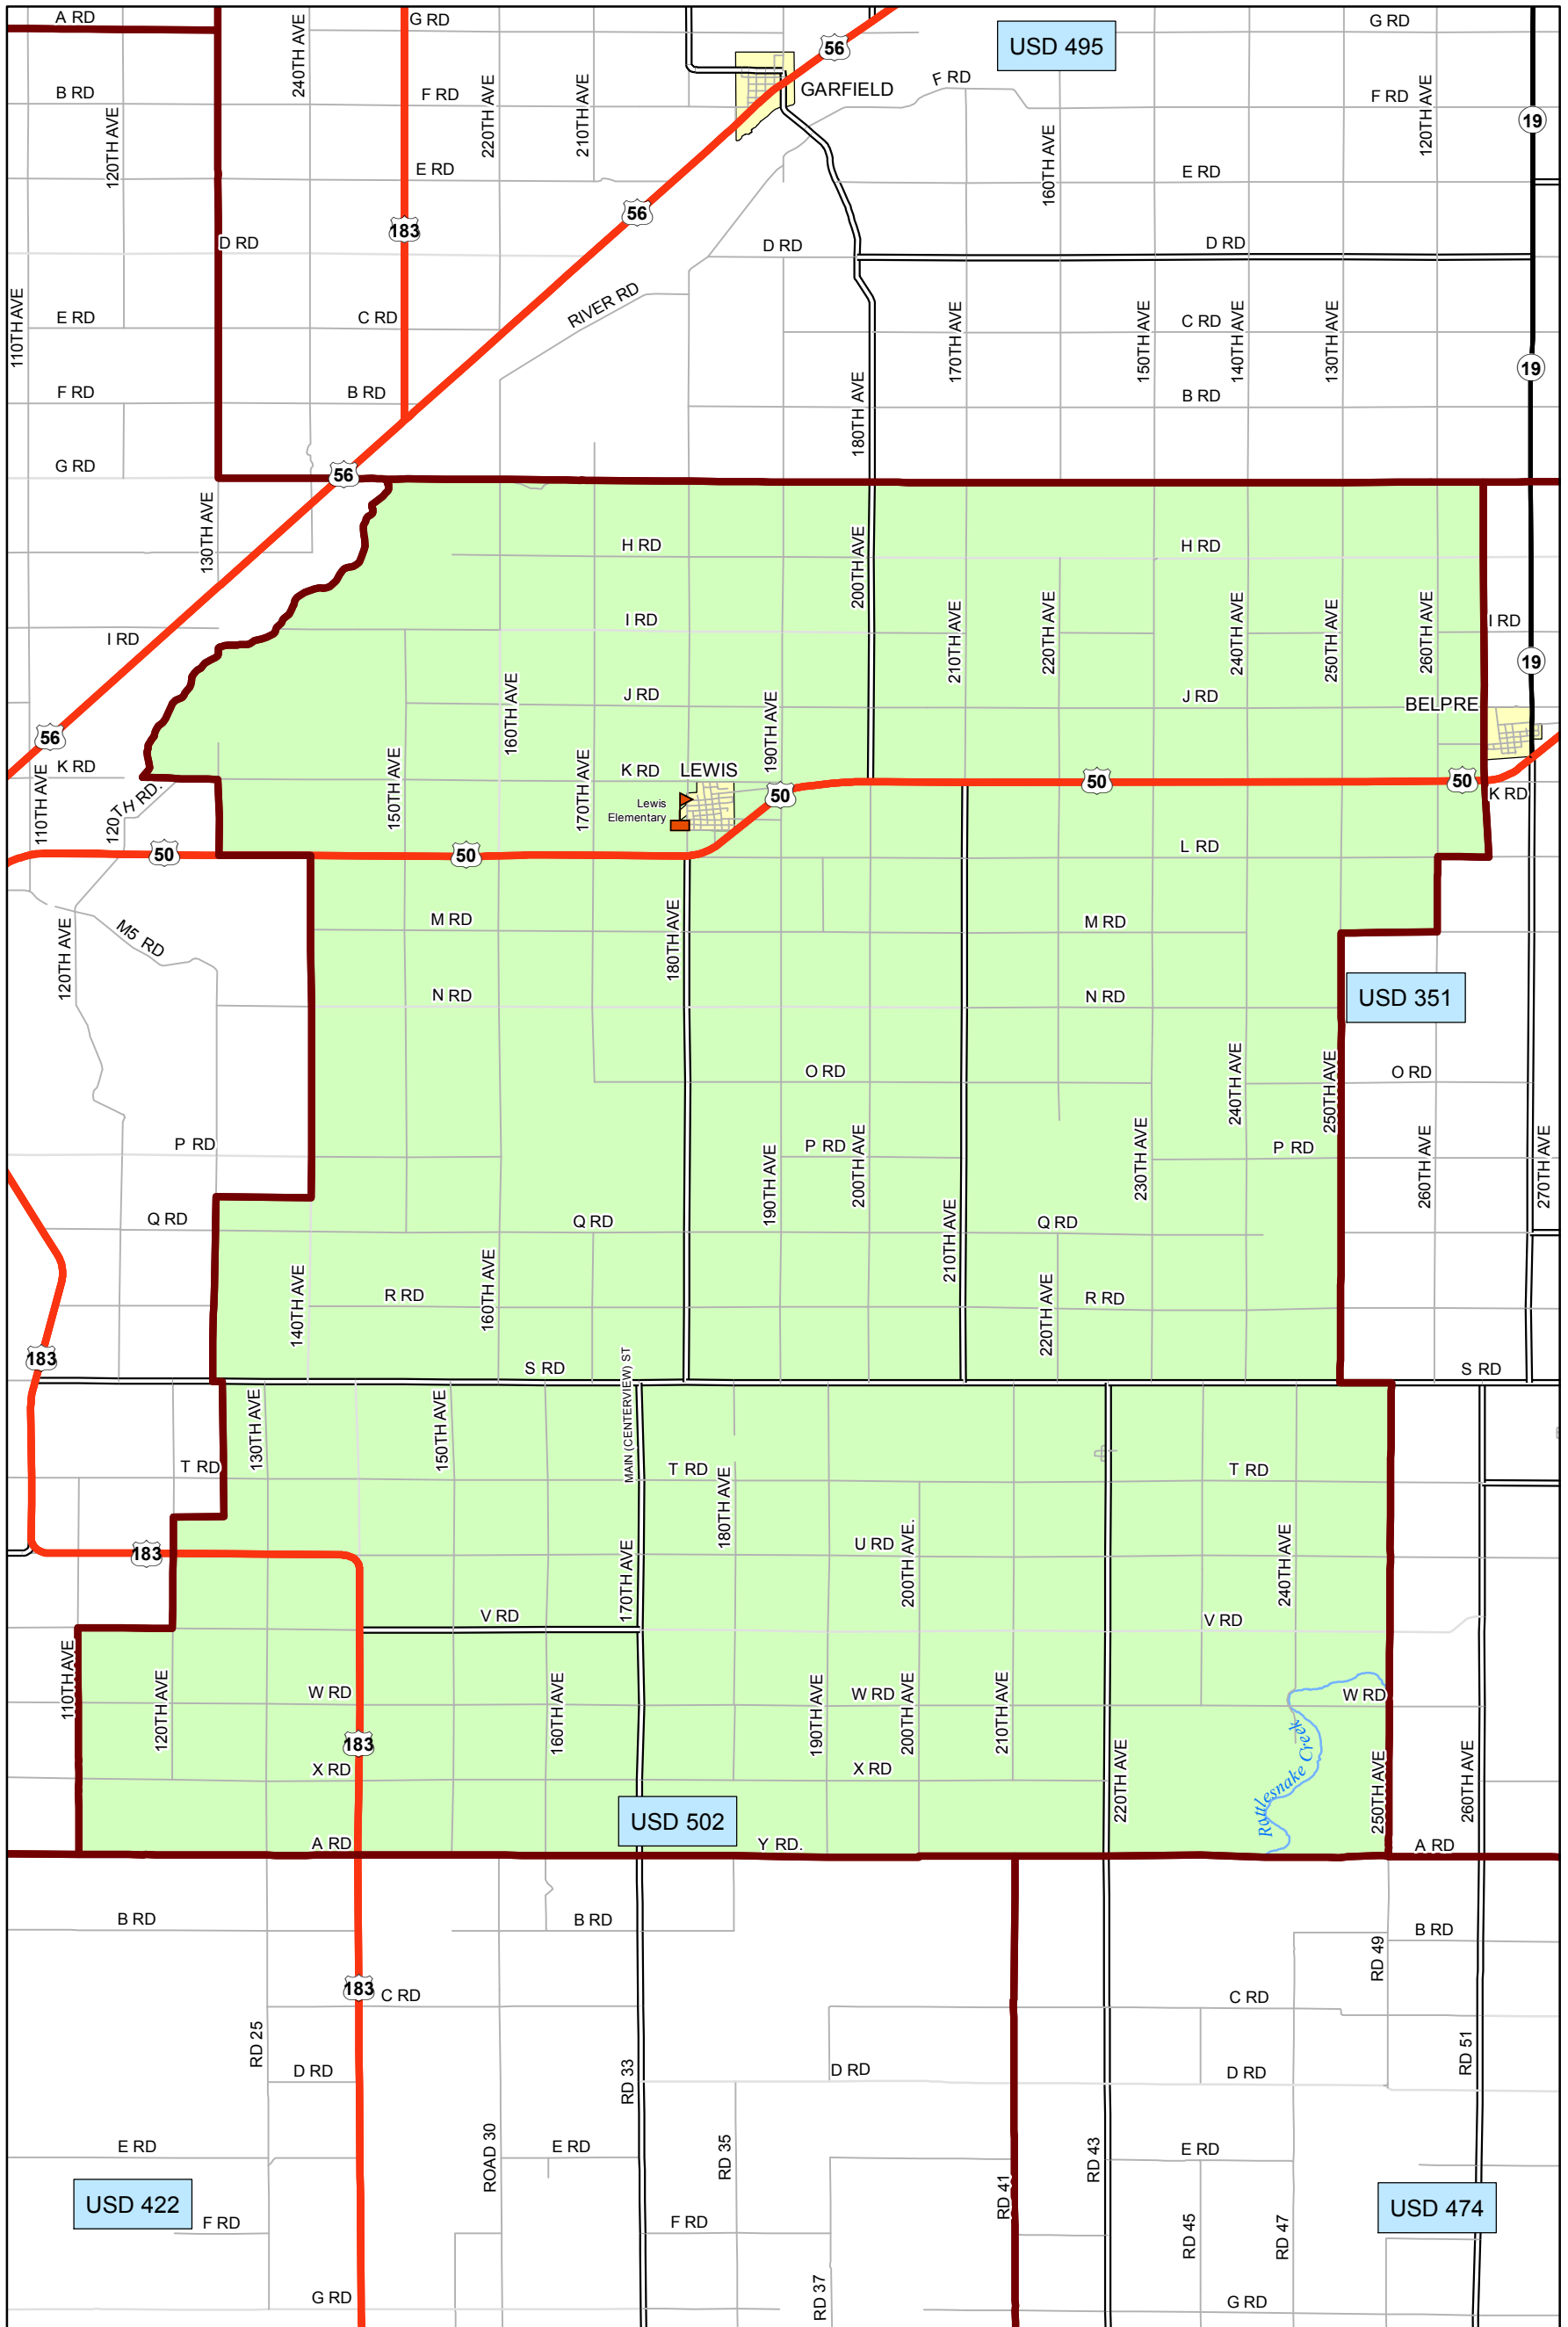 A RD
240TH AVE
G RD
56
USD 495
G RD
B RD
120TH AVE
F RD
220TH AVE
210TH AVE
GARFIELD
F RD
160TH AVE
F RD
120TH AVE
19
E RD
E RD
183
56
D RD
D RD
D RD
110TH AVE
E RD
C RD
RIVER RD
170TH AVE
C RD
150TH AVE
140TH AVE
130TH AVE
19
F RD
B RD
180TH AVE
B RD
G RD
56
130TH AVE
H RD
200TH AVE
H RD
I RD
I RD
210TH AVE
220TH AVE
240TH AVE
250TH AVE
260TH AVE
I RD
19
160TH AVE
J RD
190TH AVE
J RD
BELPRE
56
K RD
110TH AVE
120TH RD.
150TH AVE
170TH AVE
K RD
LEWIS
Lewis
Elementary
50
50
50
K RD
50
50
L RD
M5 RD
120TH AVE
M RD
180TH AVE
M RD
N RD
N RD
USD 351
O RD
240TH AVE
250TH AVE
O RD
P RD
190TH AVE
P RD
200TH AVE
230TH AVE
P RD
260TH AVE
270TH AVE
Q RD
Q RD
210TH AVE
Q RD
140TH AVE
R RD
160TH AVE
220TH AVE
R RD
183
S RD
MAIN (CENTERVIEW) ST
S RD
130TH AVE
150TH AVE
T RD
T RD
180TH AVE
T RD
183
170TH AVE
U RD
200TH AVE.
240TH AVE
V RD
V RD
110TH AVE
120TH AVE
W RD
160TH AVE
190TH AVE
W RD
200TH AVE
210TH AVE
W RD
183
X RD
X RD
220TH AVE
Rattlesnake Creek
250TH AVE
260TH AVE
USD 502
A RD
Y RD.
A RD
B RD
B RD
RD 49
B RD
183
C RD
C RD
RD 25
D RD
RD 33
D RD
D RD
RD 51
E RD
ROAD 30
E RD
RD 35
RD 41
RD 43
E RD
USD 422
USD 474
F RD
F RD
RD 45
RD 47
G RD
RD 37
G RD